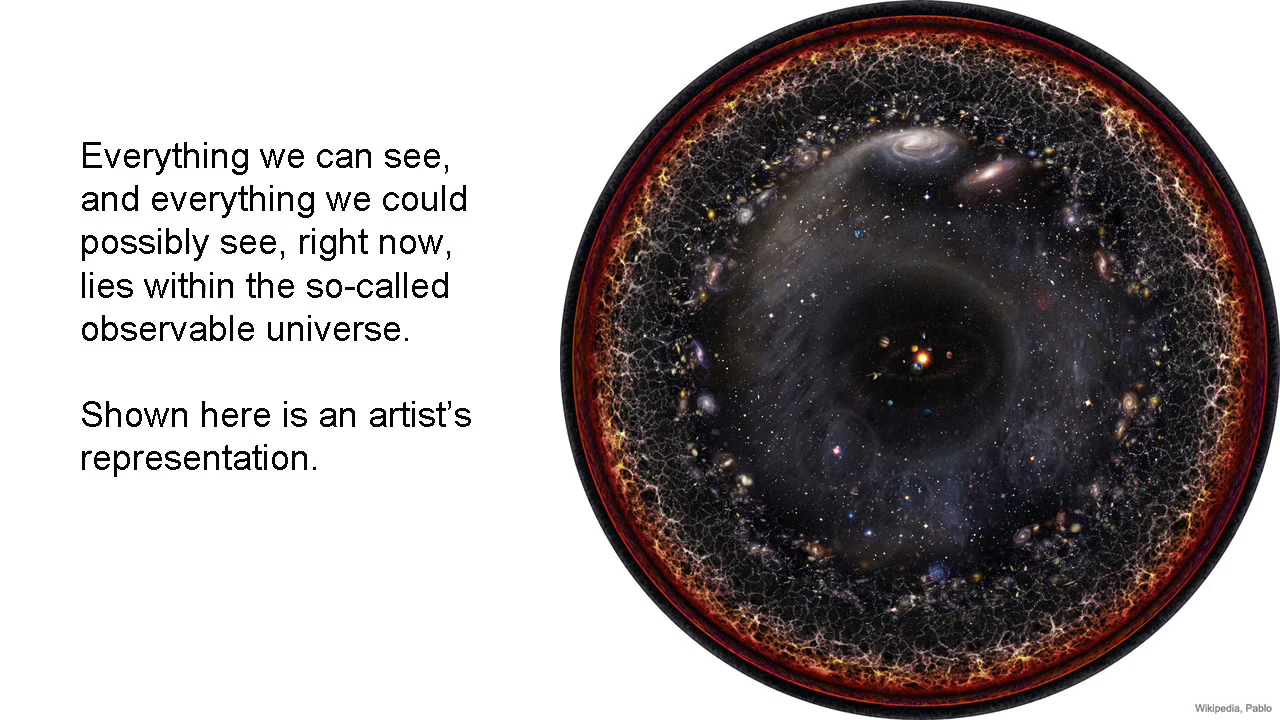 Everything we can see,
and everything we could
possibly see, right now,
lies within the so-called
observable universe.
Shown here is an artist’s
representation.
Wikipedia, Pablo